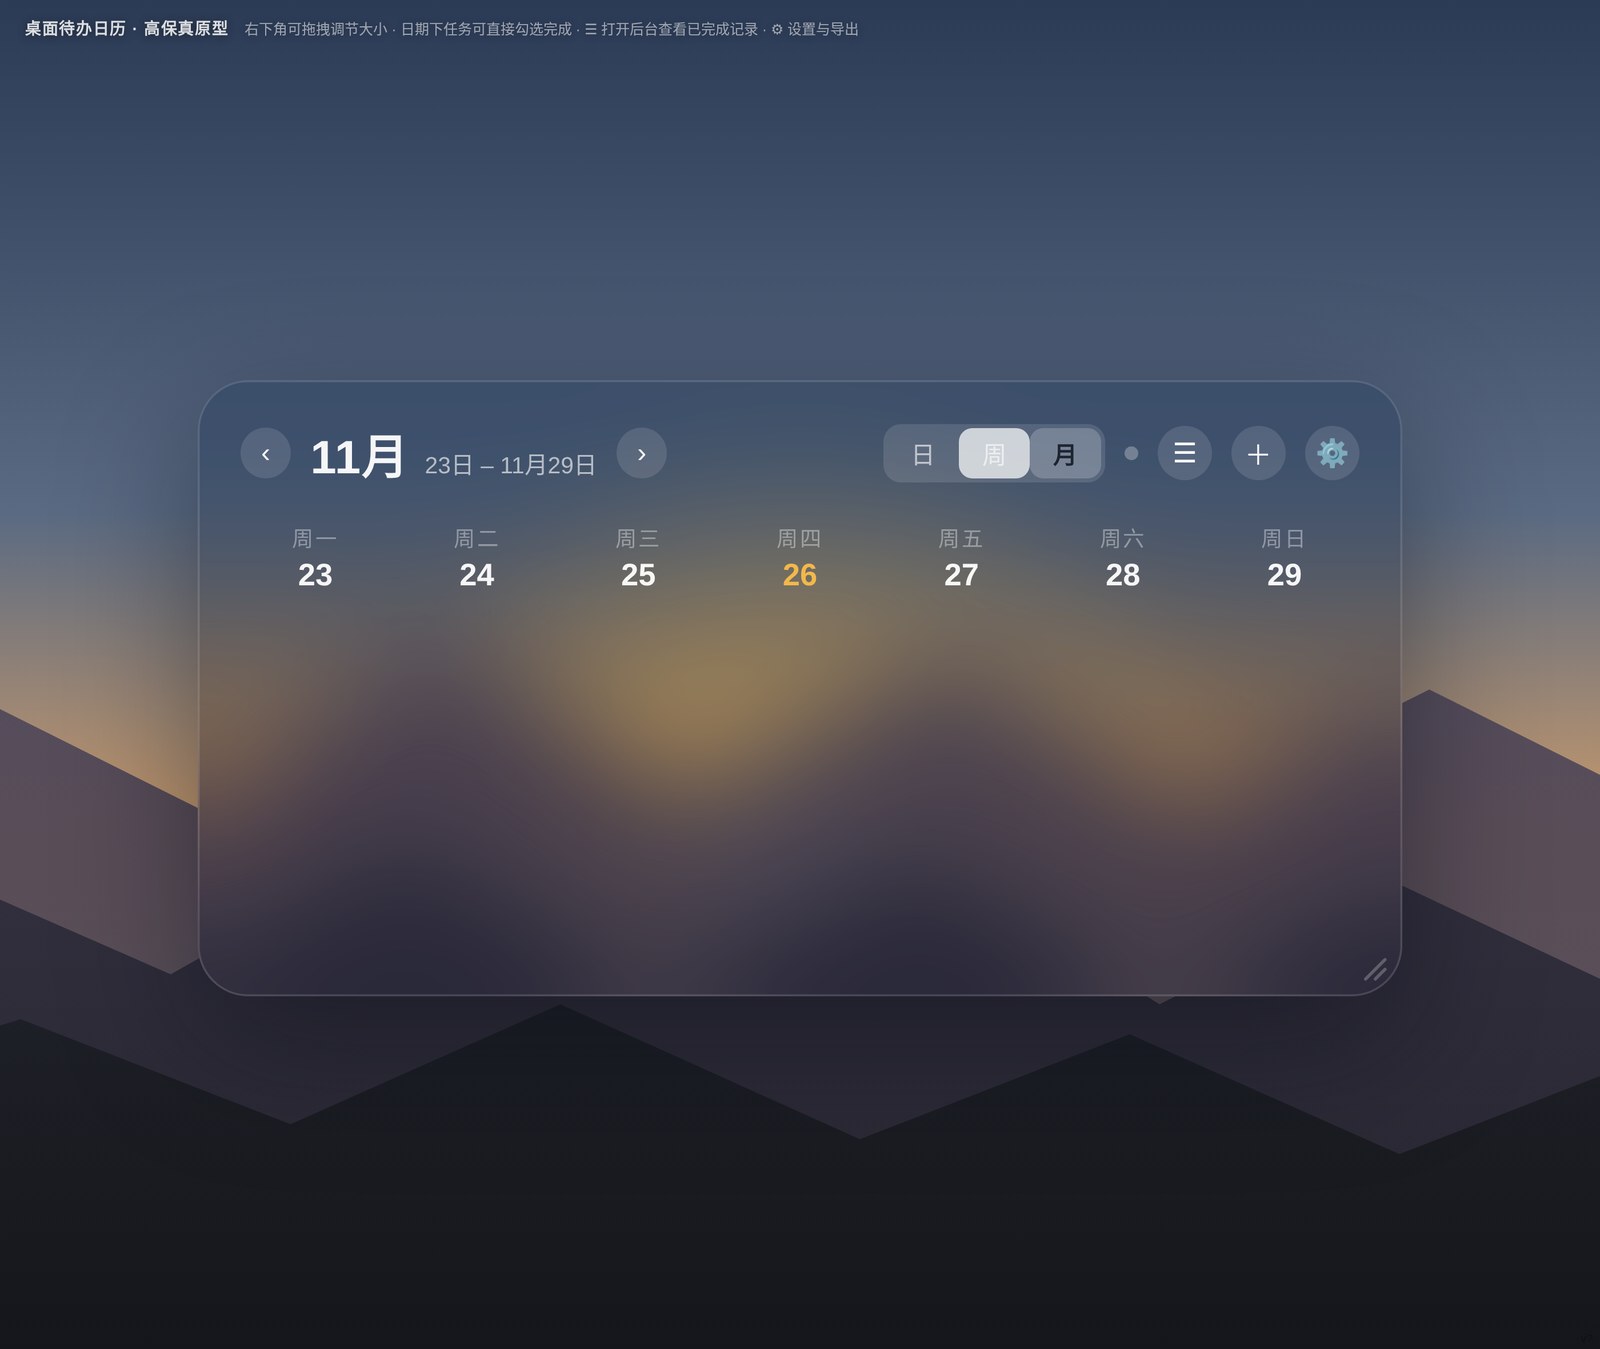 桌面待办日历 · 高保真原型 右下角可拖拽调节大小 · 日期下任务可直接勾选完成 · ☰ 打开后台查看已完成记录 · ⚙ 设置与导出
‹ 11月 23日 – 11月29日 › 日 周 月 ☰ + ⚙️
周一 周二 周三 周四 周五 周六 周日
23 24 25 26 27 28 29